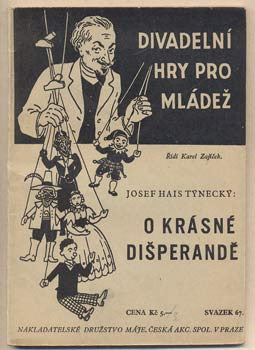 DIVADELNÍ
HRY PRO
MLÁDEŽ
Řídí Karel Zajíček.
JOSEF HAIS TÝNECKÝ:
O KRÁSNÉ
DIŠPERANDĚ
CENA Kč 5.—
SVAZEK 67.
NAKLADATELSKÉ DRUŽSTVO MÁJE, ČESKÁ AKC. SPOL. V PRAZE